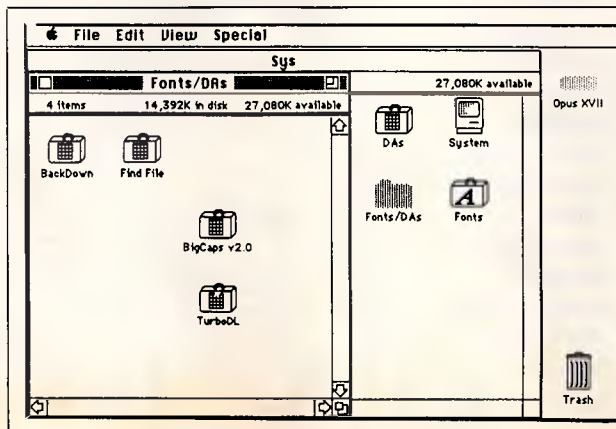 File Edit View Special
Sys
Fonts/DAs
4 items 14,392K in disk 27,080K available
27,080K available
BackDown
Find File
BigCaps v2.0
TurboDL
DAs
System
Fonts/DAs
Fonts
Opus XVII
Trash